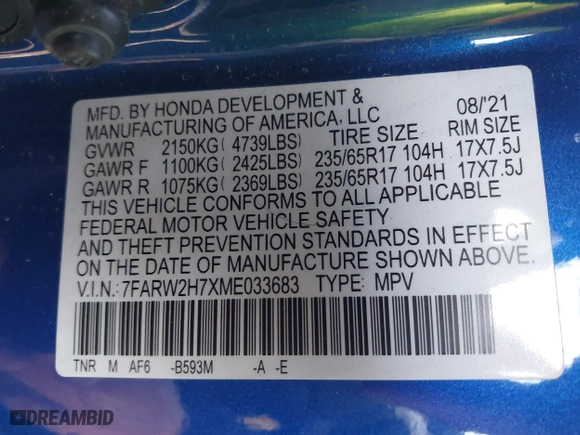 MFD. BY HONDA DEVELOPMENT & 08/'21
MANUFACTURING OF AMERICA, LLC
GVWR 2150KG ( 4739LBS) TIRE SIZE RIM SIZE
GAWR F 1100KG ( 2425LBS) 235/65R17 104H 17X7.5J
GAWR R 1075KG ( 2369LBS) 235/65R17 104H 17X7.5J
THIS VEHICLE CONFORMS TO ALL APPLICABLE
FEDERAL MOTOR VEHICLE SAFETY
AND THEFT PREVENTION STANDARDS IN EFFECT
ON THE DATE OF MANUFACTURE SHOWN ABOVE.
V.I.N.: 7FARW2H7XME033683 TYPE: MPV
TNR M AF6 -B593M -A -E
DREAMBID